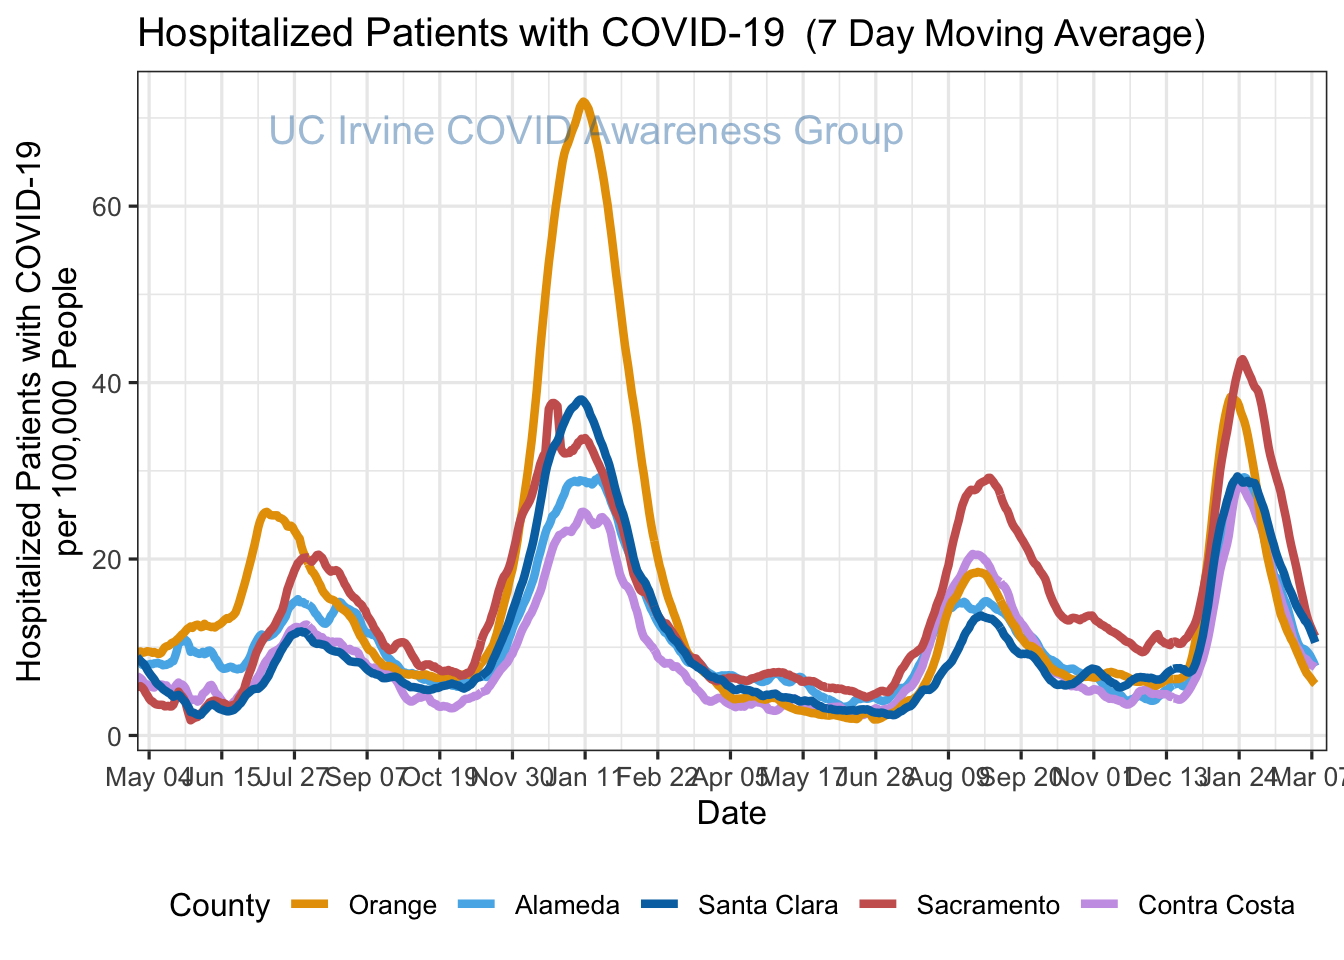 Hospitalized Patients with COVID-19 (7 Day Moving Average)
UC Irvine COVID Awareness Group
Hospitalized Patients with COVID-19
per 100,000 People
60
40
20
0
May 04 Jun 15 Jul 27 Sep 07 Oct 19 Nov 30 Jan 11 Feb 22 Apr 05 May 17 Jun 28 Aug 09 Sep 20 Nov 01 Dec 13 Jan 24 Mar 07
Date
County Orange Alameda Santa Clara Sacramento Contra Costa